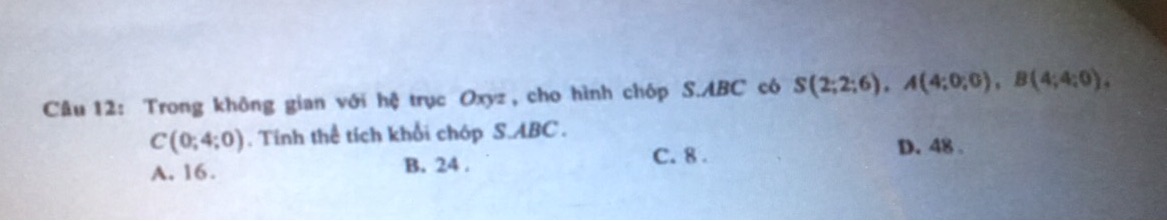 Câu 12: Trong không gian với hệ trục Oxyz, cho hình chóp S.ABC có S(2;2;6), A(4;0;0), B(4;4;0),
C(0;4;0). Tính thể tích khối chóp S.ABC.
A. 16. B. 24. C. 8. D. 48.